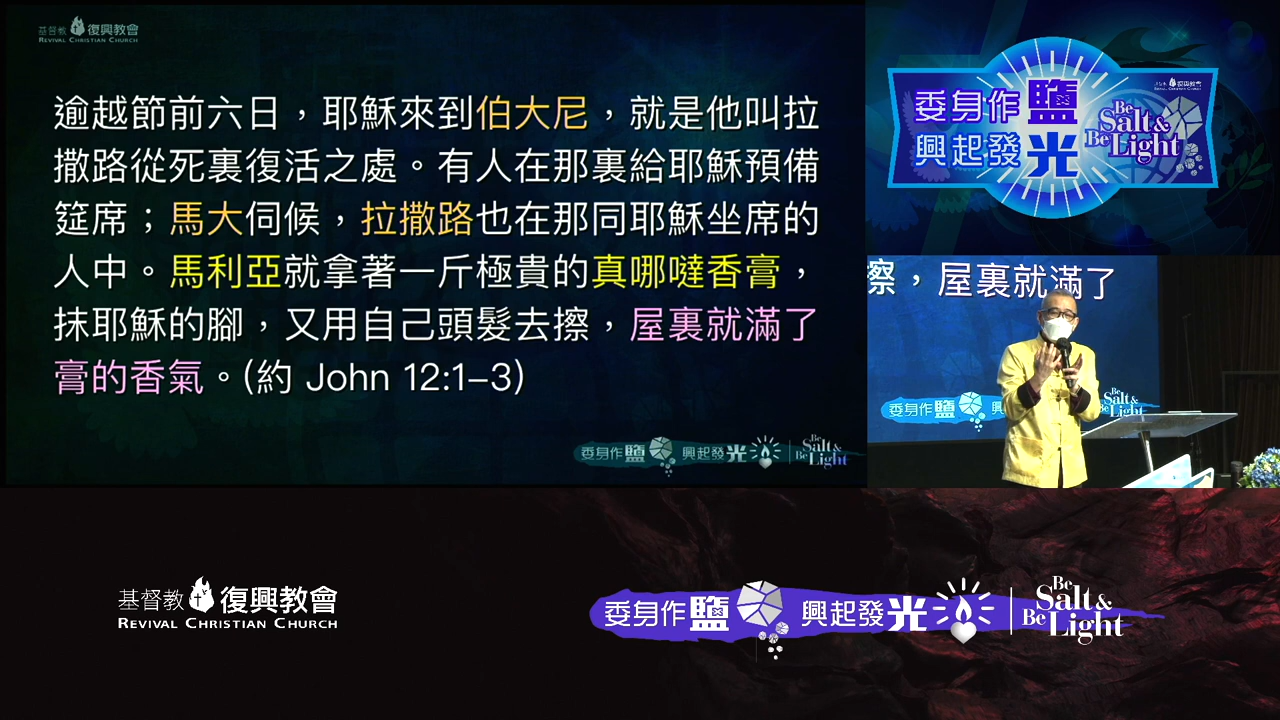 基督教 復興教會
REVIVAL CHRISTIAN CHURCH
逾越節前六日，耶穌來到伯大尼，就是他叫拉
撒路從死裏復活之處。有人在那裏給耶穌預備
筵席；馬大伺候，拉撒路也在那同耶穌坐席的
人中。馬利亞就拿著一斤極貴的真哪噠香膏，
抹耶穌的腳，又用自己頭髮去擦，屋裏就滿了
膏的香氣。(約 John 12:1-3)
委身作鹽 興起發光 Be Salt & Be Light
復興教會
委身作鹽
興起發光
Be Salt & Be Light
擦，屋裏就滿了
委身作鹽 興 Be Salt & Be Light
基督教 復興教會
REVIVAL CHRISTIAN CHURCH
委身作鹽 興起發光 Be Salt & Be Light